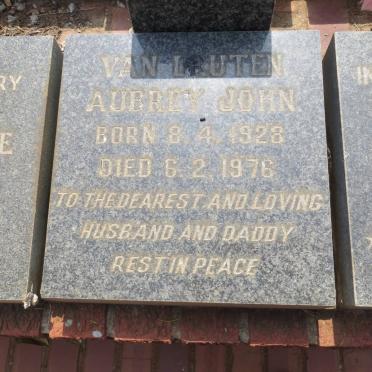 VAN LEUTEN
AUBREY JOHN
BORN 8.4.1928
DIED 6.2.1976
TO THE DEAREST AND LOVING
HUSBAND AND DADDY
REST IN PEACE